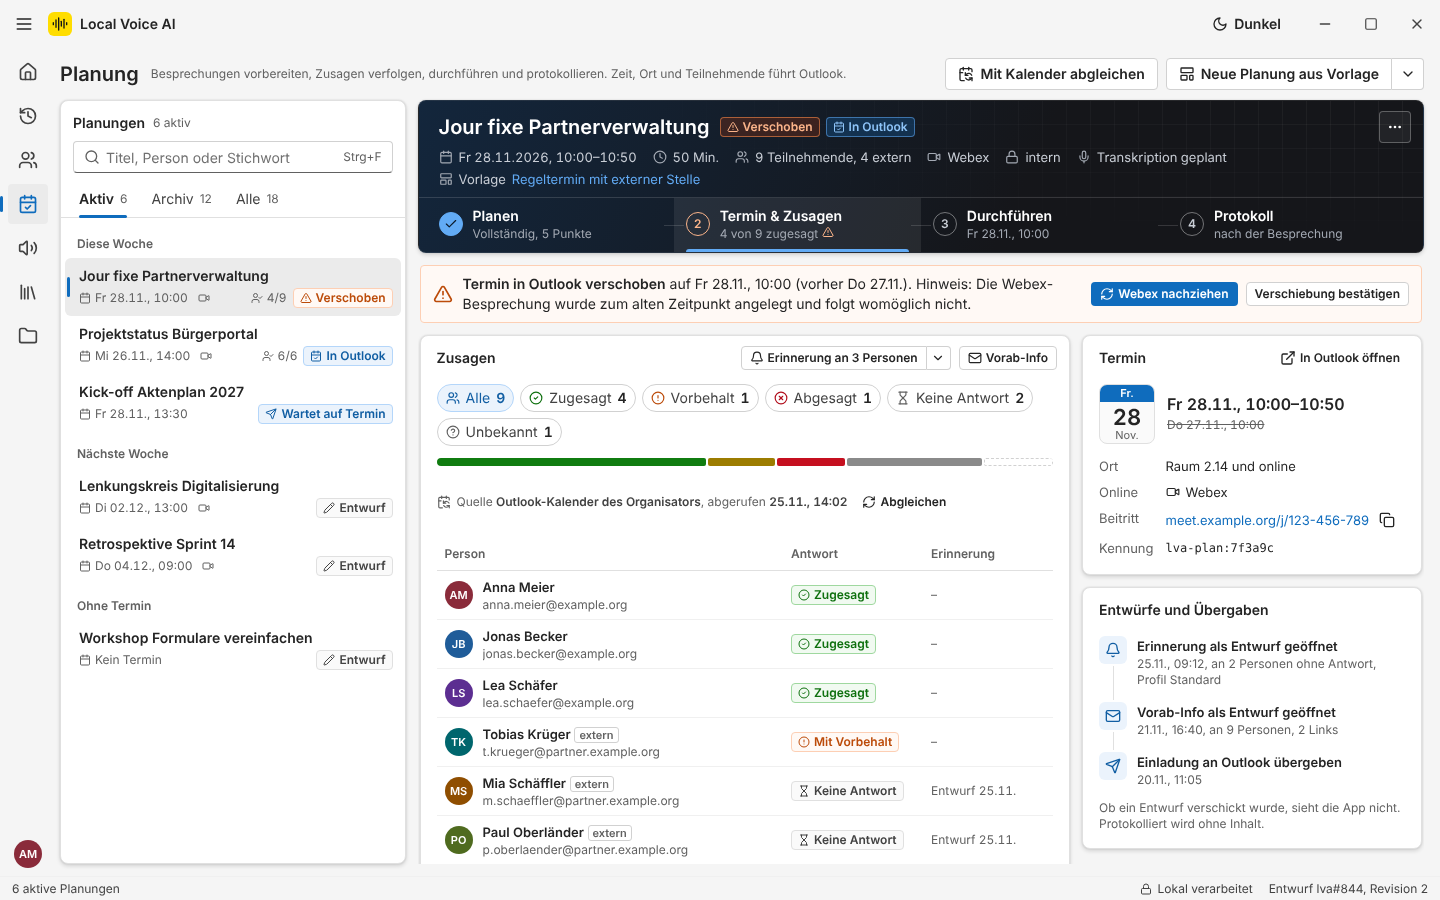 Local Voice AI
Dunkel
Planung
Besprechungen vorbereiten, Zusagen verfolgen, durchführen und protokollieren. Zeit, Ort und Teilnehmende führt Outlook.
Mit Kalender abgleichen
Neue Planung aus Vorlage
Planungen 6 aktiv
Titel, Person oder Stichwort Strg+F
Aktiv 6 Archiv 12 Alle 18
Diese Woche
Jour fixe Partnerverwaltung
Fr 28.11., 10:00 4/9 Verschoben
Projektstatus Bürgerportal
Mi 26.11., 14:00 6/6 In Outlook
Kick-off Aktenplan 2027
Fr 28.11., 13:30 Wartet auf Termin
Nächste Woche
Lenkungskreis Digitalisierung
Di 02.12., 13:00 Entwurf
Retrospektive Sprint 14
Do 04.12., 09:00 Entwurf
Ohne Termin
Workshop Formulare vereinfachen
Kein Termin Entwurf
AM
Jour fixe Partnerverwaltung Verschoben In Outlook
Fr 28.11.2026, 10:00–10:50 50 Min. 9 Teilnehmende, 4 extern Webex intern Transkription geplant
Vorlage Regeltermin mit externer Stelle
Planen
Vollständig, 5 Punkte
2 Termin & Zusagen
4 von 9 zugesagt
3 Durchführen
Fr 28.11., 10:00
4 Protokoll
nach der Besprechung
Termin in Outlook verschoben auf Fr 28.11., 10:00 (vorher Do 27.11.). Hinweis: Die Webex-
Besprechung wurde zum alten Zeitpunkt angelegt und folgt womöglich nicht.
Webex nachziehen
Verschiebung bestätigen
Zusagen
Erinnerung an 3 Personen
Vorab-Info
Alle 9 Zugesagt 4 Vorbehalt 1 Abgesagt 1 Keine Antwort 2
Unbekannt 1
Quelle Outlook-Kalender des Organisators, abgerufen 25.11., 14:02 Abgleichen
Person Antwort Erinnerung
AM Anna Meier
anna.meier@example.org
Zugesagt –
JB Jonas Becker
jonas.becker@example.org
Zugesagt –
LS Lea Schäfer
lea.schaefer@example.org
Zugesagt –
TK Tobias Krüger extern
t.krueger@partner.example.org
Mit Vorbehalt –
MS Mia Schäffler extern
m.schaeffler@partner.example.org
Keine Antwort Entwurf 25.11.
PO Paul Oberländer extern
p.oberlaender@partner.example.org
Keine Antwort Entwurf 25.11.
Termin
In Outlook öffnen
Fr.
28
Nov.
Fr 28.11., 10:00–10:50
Do 27.11., 10:00
Ort Raum 2.14 und online
Online Webex
Beitritt meet.example.org/j/123-456-789
Kennung lva-plan:7f3a9c
Entwürfe und Übergaben
Erinnerung als Entwurf geöffnet
25.11., 09:12, an 2 Personen ohne Antwort,
Profil Standard
Vorab-Info als Entwurf geöffnet
21.11., 16:40, an 9 Personen, 2 Links
Einladung an Outlook übergeben
20.11., 11:05
Ob ein Entwurf verschickt wurde, sieht die App nicht.
Protokolliert wird ohne Inhalt.
6 aktive Planungen
Lokal verarbeitet
Entwurf lva#844, Revision 2